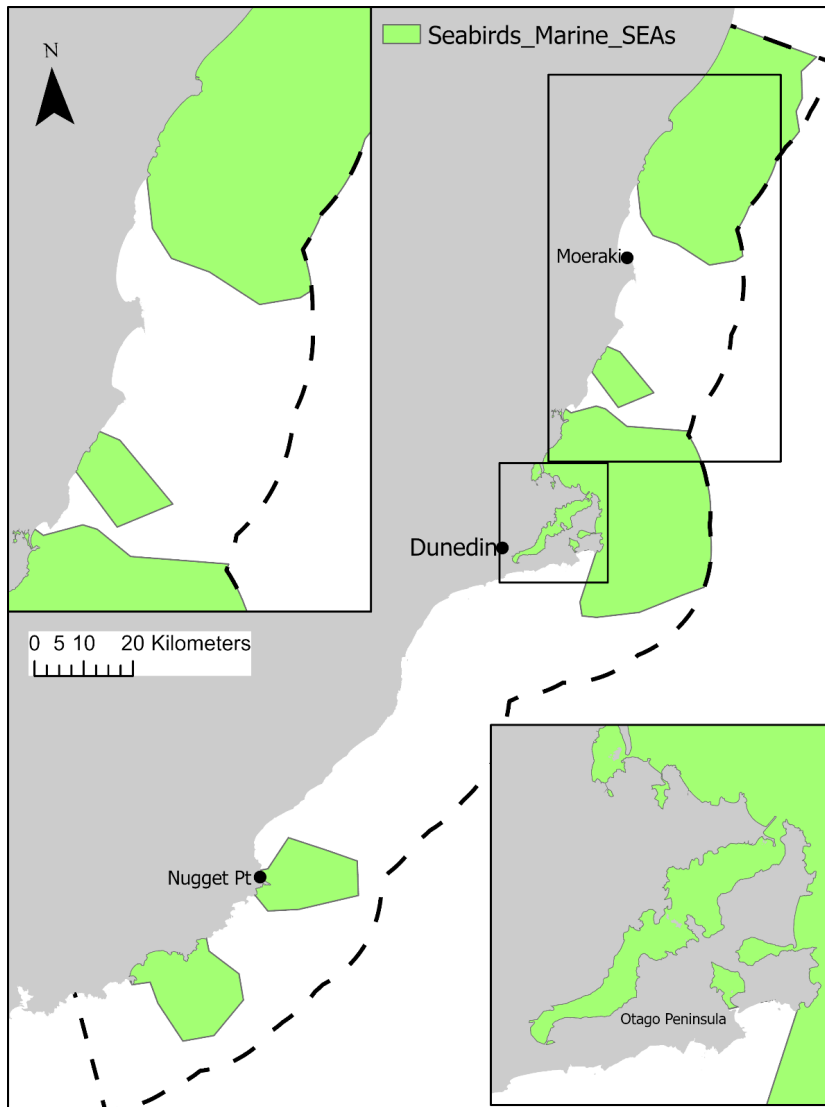 N
Seabirds_Marine_SEAs
Moeraki
Dunedin
0 5 10 20 Kilometers
Nugget Pt
Otago Peninsula